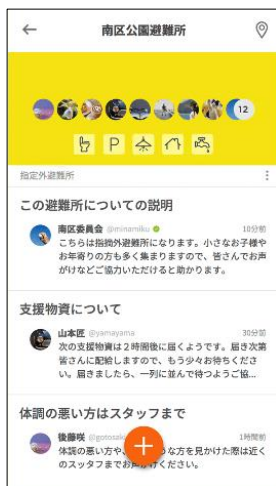 南区公園避難所
12
P
指定外避難所
この避難所についての説明
南区委員会 @minamiku 10分前
こちらは指摘外避難所になります。小さなお子様や
お年寄りの方も多く集まりますので、皆さんでお声
がけなどご協力いただけると助かります。
支援物資について
山本匠 @yamayama 30分前
次の支援物資は2時間後に届くようです。届き次第
皆さんに配給しますので、もう少々お待ちくださ
い。届きましたら、一列に並んで待つようご協...
体調の悪い方はスタッフまで
後藤咲 1時間前
体調の悪い方や、 な方を見かけた際は近く
のスッタフまでお ください。